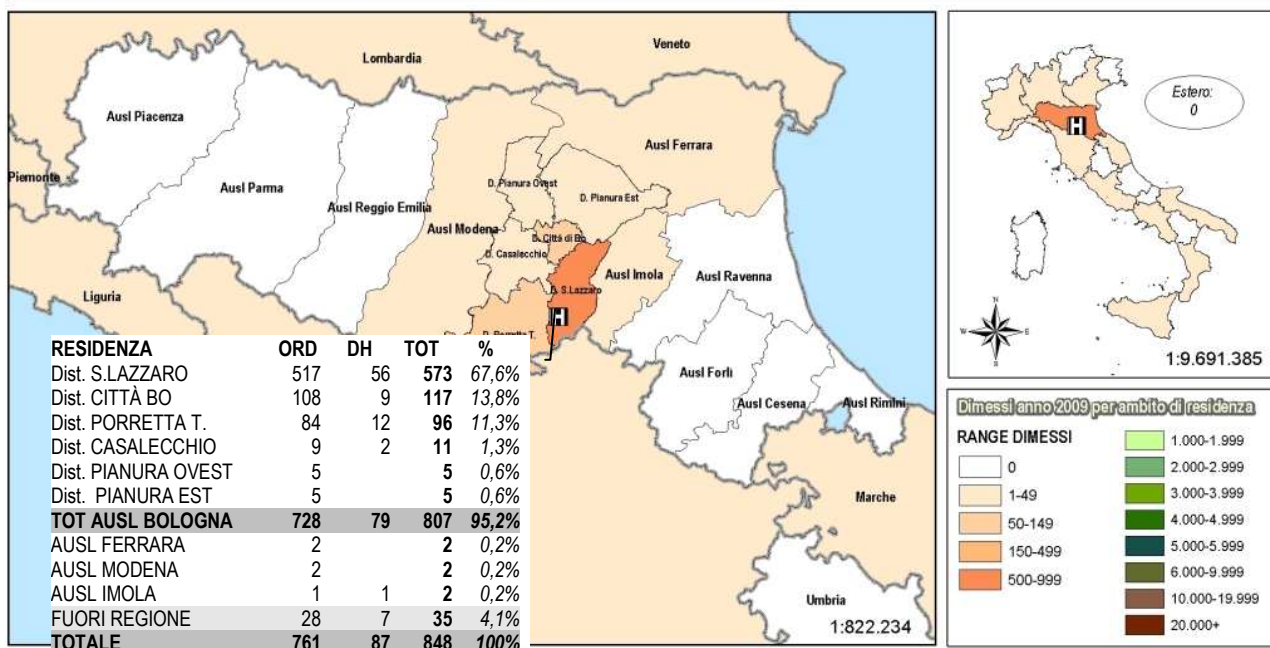 Lombardia
Veneto
Ausl Piacenza
Ausl Ferrara
Piemonte
Ausl Parma
D. Pianura Ovest
D. Pianura Est
Ausl Reggio Emilia
Ausl Modena
D. Città di Bo
D. Casalecchio
Ausl Imola
Ausl Ravenna
D. S.Lazzaro
Liguria
H
D. Porretta T.
Ausl Forlì
Ausl Cesena
Ausl Rimini
Marche
Umbria
1:822.234
RESIDENZA ORD DH TOT %
Dist. S.LAZZARO 517 56 573 67,6%
Dist. CITTÀ BO 108 9 117 13,8%
Dist. PORRETTA T. 84 12 96 11,3%
Dist. CASALECCHIO 9 2 11 1,3%
Dist. PIANURA OVEST 5 5 0,6%
Dist. PIANURA EST 5 5 0,6%
TOT AUSL BOLOGNA 728 79 807 95,2%
AUSL FERRARA 2 2 0,2%
AUSL MODENA 2 2 0,2%
AUSL IMOLA 1 1 2 0,2%
FUORI REGIONE 28 7 35 4,1%
TOTALE 761 87 848 100%
Estero:
0
H
N
W E
S
1:9.691.385
Dimessi anno 2009 per ambito di residenza
RANGE DIMESSI
0
1-49
50-149
150-499
500-999
1.000-1.999
2.000-2.999
3.000-3.999
4.000-4.999
5.000-5.999
6.000-9.999
10.000-19.999
20.000+